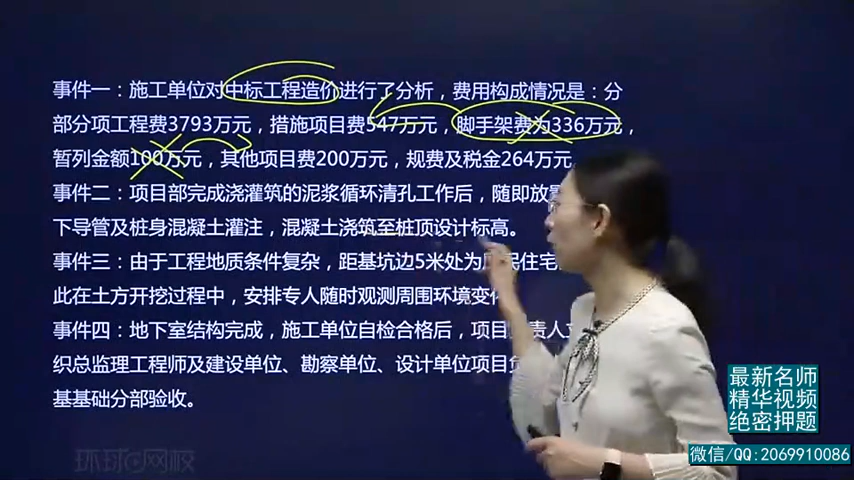 事件一：施工单位对中标工程造价进行了分析，费用构成情况是：分
部分项工程费3793万元，措施项目费547万元，脚手架费为336万元，
暂列金额100万元，其他项目费200万元，规费及税金264万元
事件二：项目部完成浇灌筑的泥浆循环清孔工作后，随即放
下导管及桩身混凝土灌注，混凝土浇筑至桩顶设计标高。
事件三：由于工程地质条件复杂，距基坑边5米处为 民住宅
此在土方开挖过程中，安排专人随时观测周围环境变
事件四：地下室结构完成，施工单位自检合格后，项目 责人
织总监理工程师及建设单位、勘察单位、设计单位项目
基基础分部验收。
环球网校
最新名师
精华视频
绝密押题
微信/QQ:2069910086